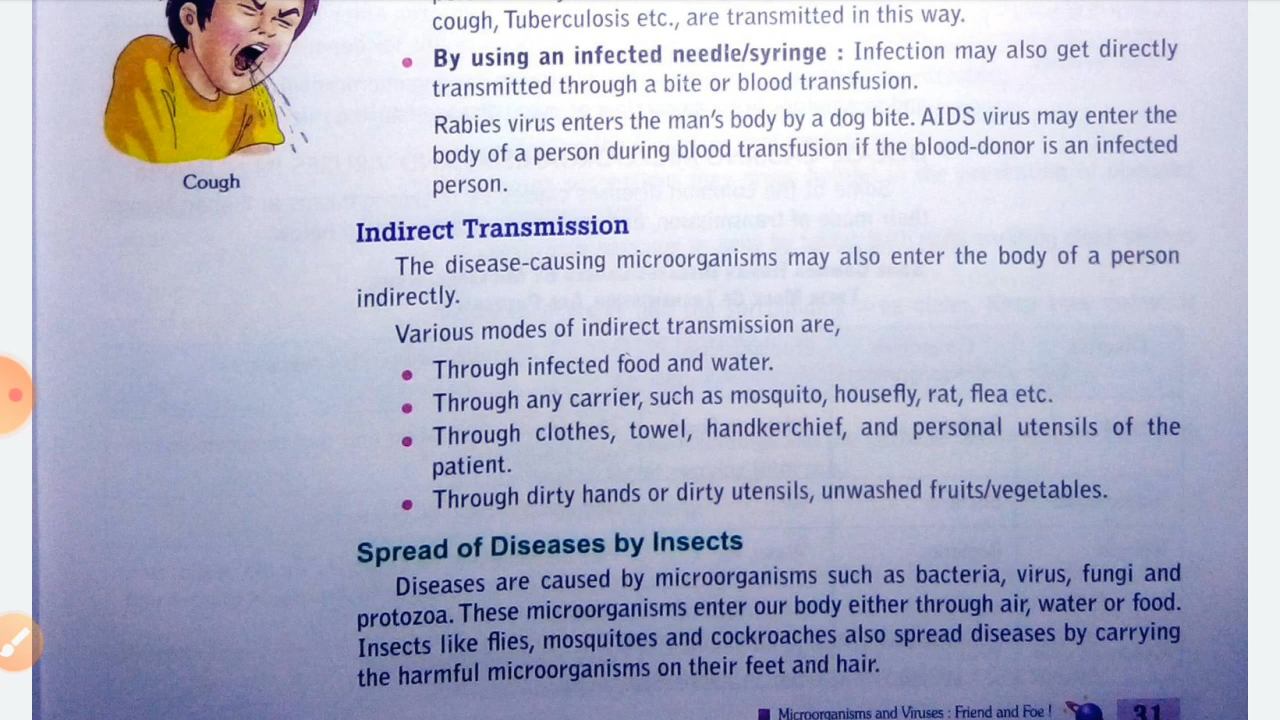 cough, Tuberculosis etc., are transmitted in this way.
• By using an infected needle/syringe : Infection may also get directly
transmitted through a bite or blood transfusion.
Rabies virus enters the man's body by a dog bite. AIDS virus may enter the
body of a person during blood transfusion if the blood-donor is an infected
person.
Cough
Indirect Transmission
The disease-causing microorganisms may also enter the body of a person
indirectly.
Various modes of indirect transmission are,
• Through infected food and water.
• Through any carrier, such as mosquito, housefly, rat, flea etc.
• Through clothes, towel, handkerchief, and personal utensils of the
patient.
• Through dirty hands or dirty utensils, unwashed fruits/vegetables.
Spread of Diseases by Insects
Diseases are caused by microorganisms such as bacteria, virus, fungi and
protozoa. These microorganisms enter our body either through air, water or food.
Insects like flies, mosquitoes and cockroaches also spread diseases by carrying
the harmful microorganisms on their feet and hair.
Microorganisms and Viruses : Friend and Foe ! 31